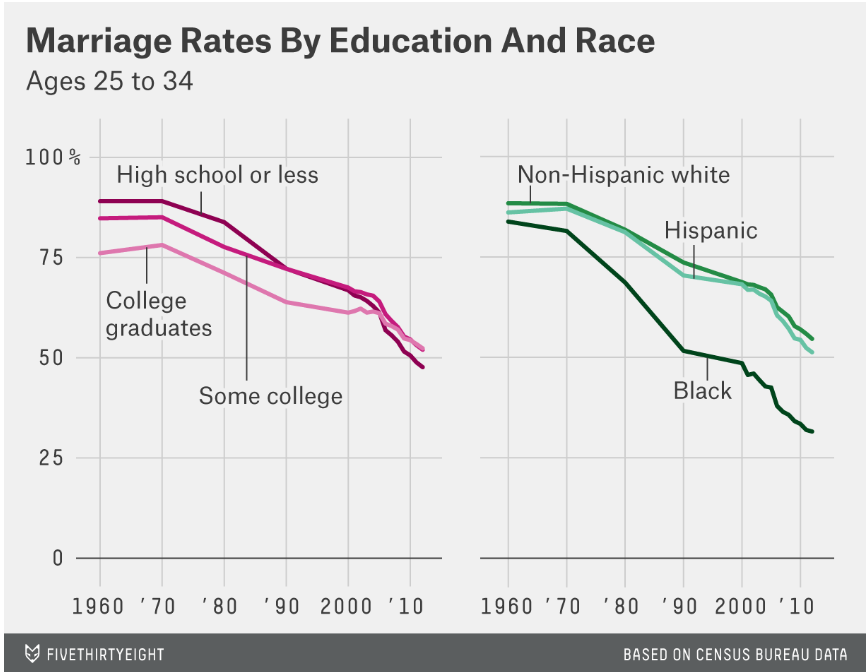 Marriage Rates By Education And Race
Ages 25 to 34
100%
75
50
25
0
High school or less
College
graduates
Some college
1960 '70 '80 '90 2000 '10
Non-Hispanic white
Hispanic
Black
1960 '70 '80 '90 2000 '10
FIVETHIRTYEIGHT
BASED ON CENSUS BUREAU DATA